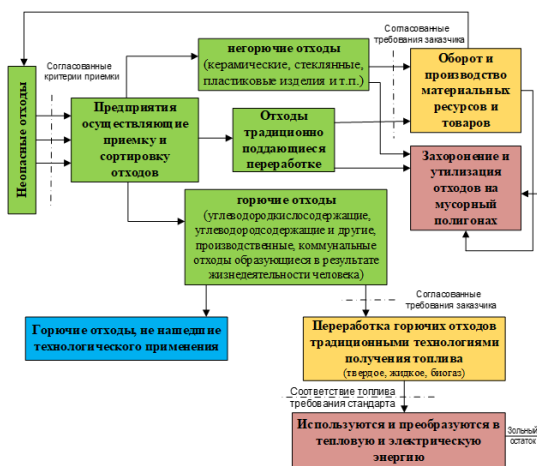 Неопасные отходы
Согласованные
критерии приемки
Предприятия
осуществляющие
приемку и
сортировку
отходов
негорючие отходы
(керамические, стеклянные,
пластиковые изделия и т.п.)
Отходы
традиционно
поддающиеся
переработке
Согласованные
требования заказчика
Оборот и
производство
материальных
ресурсов и
товаров
Захоронение и
утилизация
отходов на
мусорный
полигонах
горючие отходы
(углеводородкислосодержащие,
углеводородсодержащие и другие,
производственные, коммунальные
отходы образующиеся в результате
жизнедеятельности человека)
Согласованные
требования заказчика
Горючие отходы, не нашедшие
технологического применения
Переработка горючих отходов
традиционными технологиями
получения топлива
(твердое, жидкое, биогаз)
Соответствие топлива
требования стандарта
Используются и преобразуются в
тепловую и электрическую
энергию
Зольный
остаток